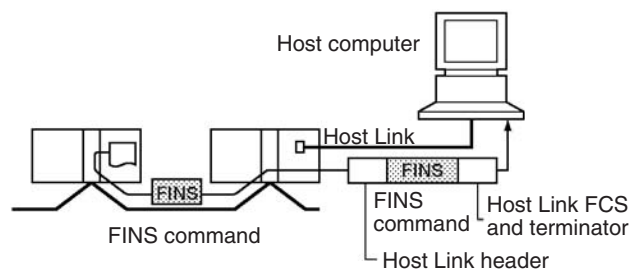 Host computer
Host Link
FINS
FINS
FINS command
FINS
command
Host Link FCS
and terminator
Host Link header